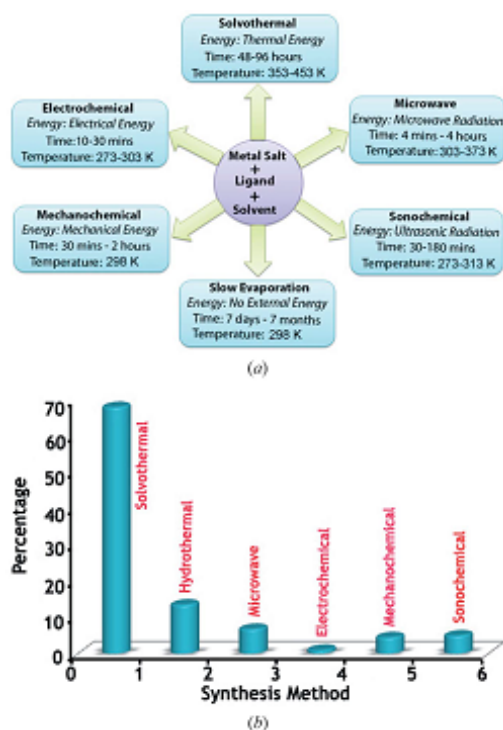 Solvothermal
Energy: Thermal Energy
Time: 48-96 hours
Temperature: 353-453 K
Electrochemical
Energy: Electrical Energy
Time:10-30 mins
Temperature: 273-303 K
Microwave
Energy: Microwave Radiation
Time: 4 mins - 4 hours
Temperature: 303-373 K
Metal Salt
+
Ligand
+
Solvent
Mechanochemical
Energy: Mechanical Energy
Time: 30 mins - 2 hours
Temperature: 298 K
Sonochemical
Energy: Ultrasonic Radiation
Time: 30-180 mins
Temperature: 273-313 K
Slow Evaporation
Energy: No External Energy
Time: 7 days - 7 months
Temperature: 298 K
(a)
Percentage
70
60
50
40
30
20
10
0
Solvothermal
Hydrothermal
Microwave
Electrochemical
Mechanochemical
Sonochemical
0 1 2 3 4 5 6
Synthesis Method
(b)